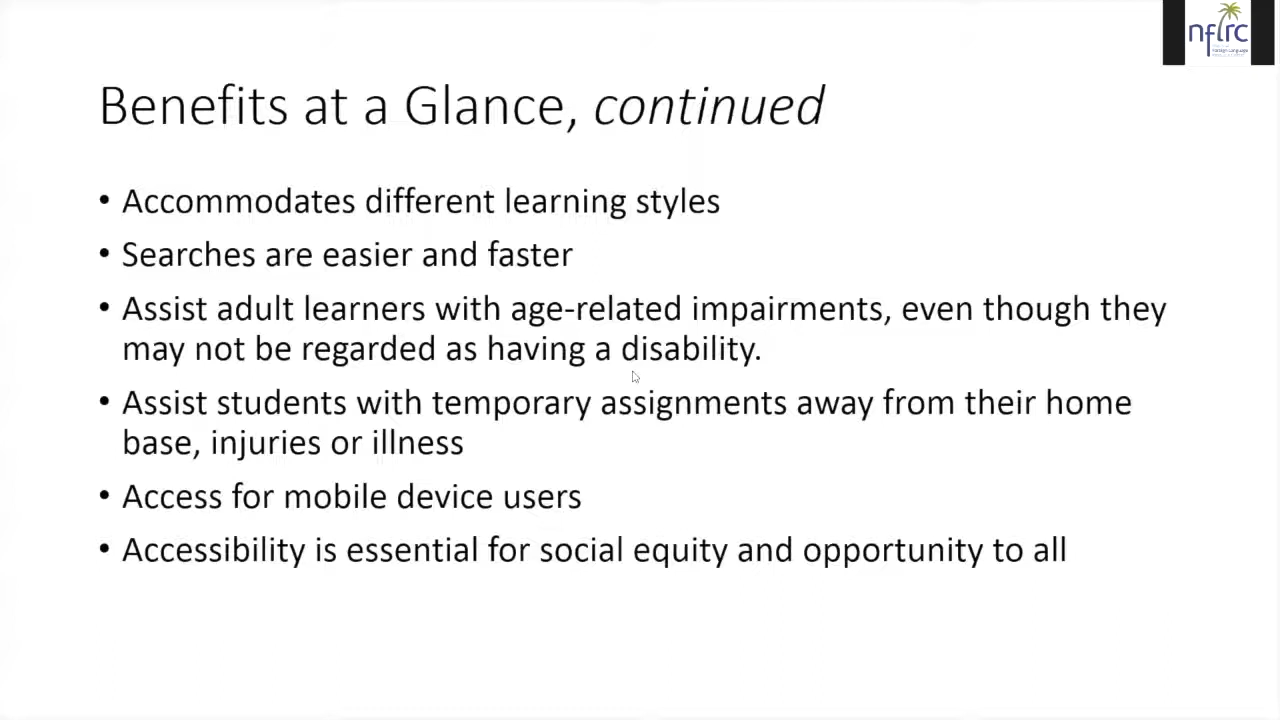 nflrc
Benefits at a Glance, continued
• Accommodates different learning styles
• Searches are easier and faster
• Assist adult learners with age-related impairments, even though they
may not be regarded as having a disability.
• Assist students with temporary assignments away from their home
base, injuries or illness
• Access for mobile device users
• Accessibility is essential for social equity and opportunity to all